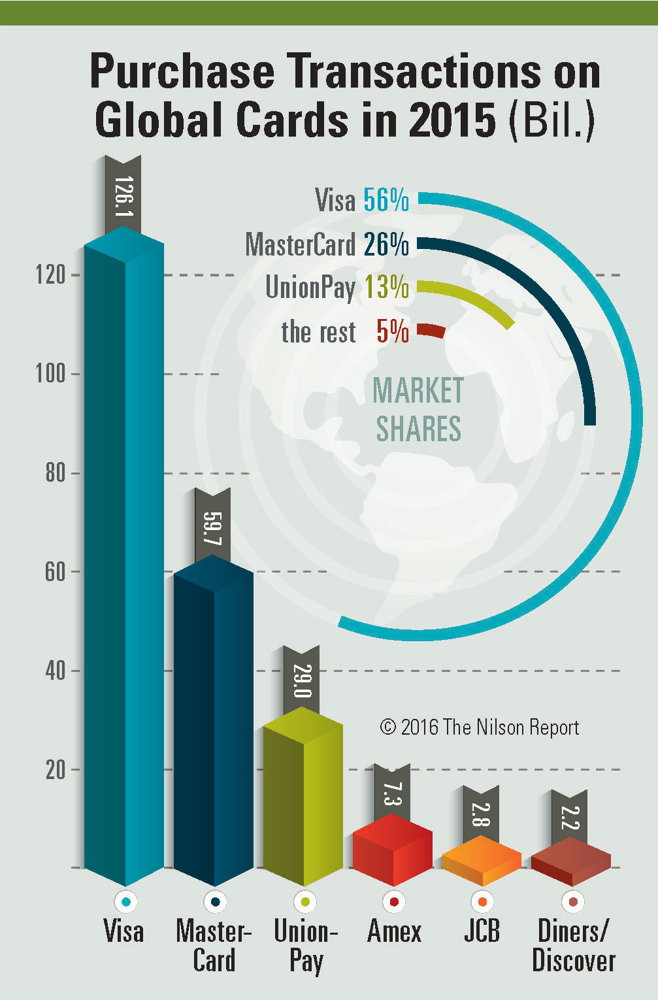 Purchase Transactions on
Global Cards in 2015 (Bil.)
126.1
Visa 56%
MasterCard 26%
UnionPay 13%
the rest 5%
MARKET
SHARES
120
100
80
60
40
20
59.7
29.0
© 2016 The Nilson Report
7.3
2.8
2.2
Visa
Master-
Card
Union-
Pay
Amex
JCB
Diners/
Discover